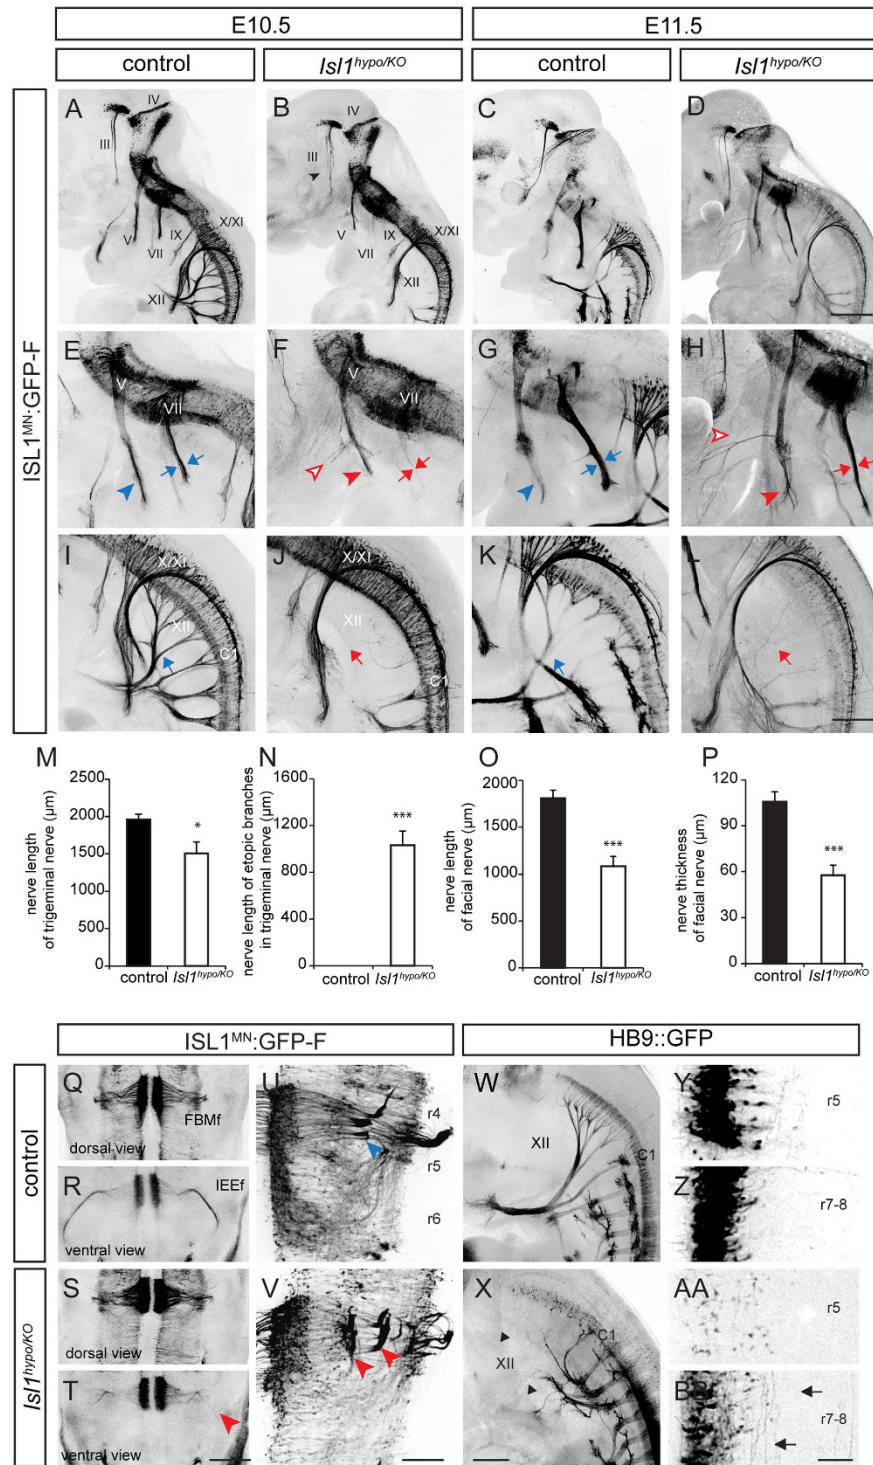 E10.5
E11.5
control
Isl1hypo/KO
control
Isl1hypo/KO
ISL1MN:GFP-F
A
IV
III
V
VII
IX
X/XI
XII
B
IV
III
V
VII
IX
X/XI
XII
C
D
E
V
VII
F
V
VII
G
H
I
X/XI
XII
C1
J
X/XI
XII
C1
K
L
M
2500
2000
1500
1000
500
0
nerve length
of trigeminal nerve (µm)
*
control Isl1hypo/KO
N
1600
1200
800
400
0
nerve length of etopic branches
in trigeminal nerve (µm)
***
control Isl1hypo/KO
O
2000
1500
1000
500
0
nerve length
of facial nerve (µm)
***
control Isl1hypo/KO
P
120
90
60
30
0
nerve thickness
of facial nerve (µm)
***
control Isl1hypo/KO
ISL1MN:GFP-F
HB9::GFP
control
Q
FBMf
dorsal view
R
IEEf
ventral view
U
r4
r5
r6
W
XII
C1
Y
r5
Z
r7-8
Isl1hypo/KO
S
dorsal view
T
ventral view
V
X
XII
C1
AA
r5
BB
r7-8